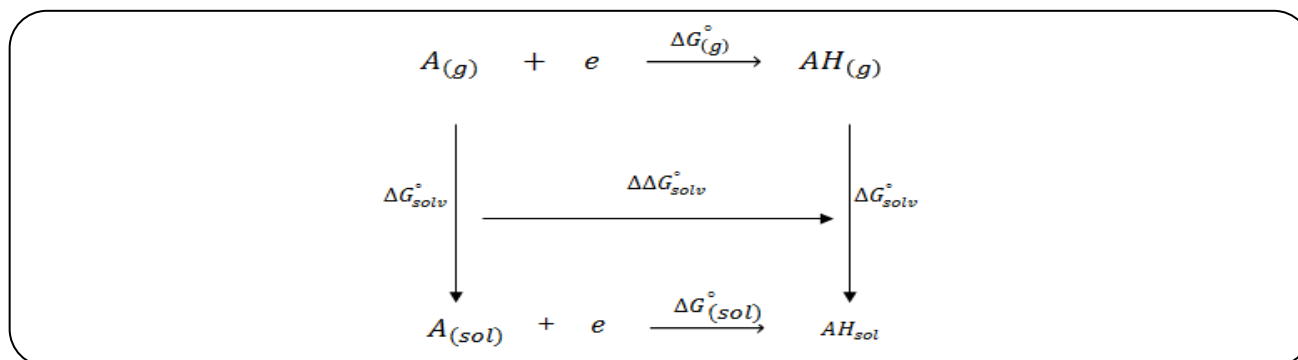 ΔG°(g)
A(g) + e → AH(g)
ΔG°solv ΔΔG°solv ΔG°solv
ΔG°(sol)
A(sol) + e → AHsol